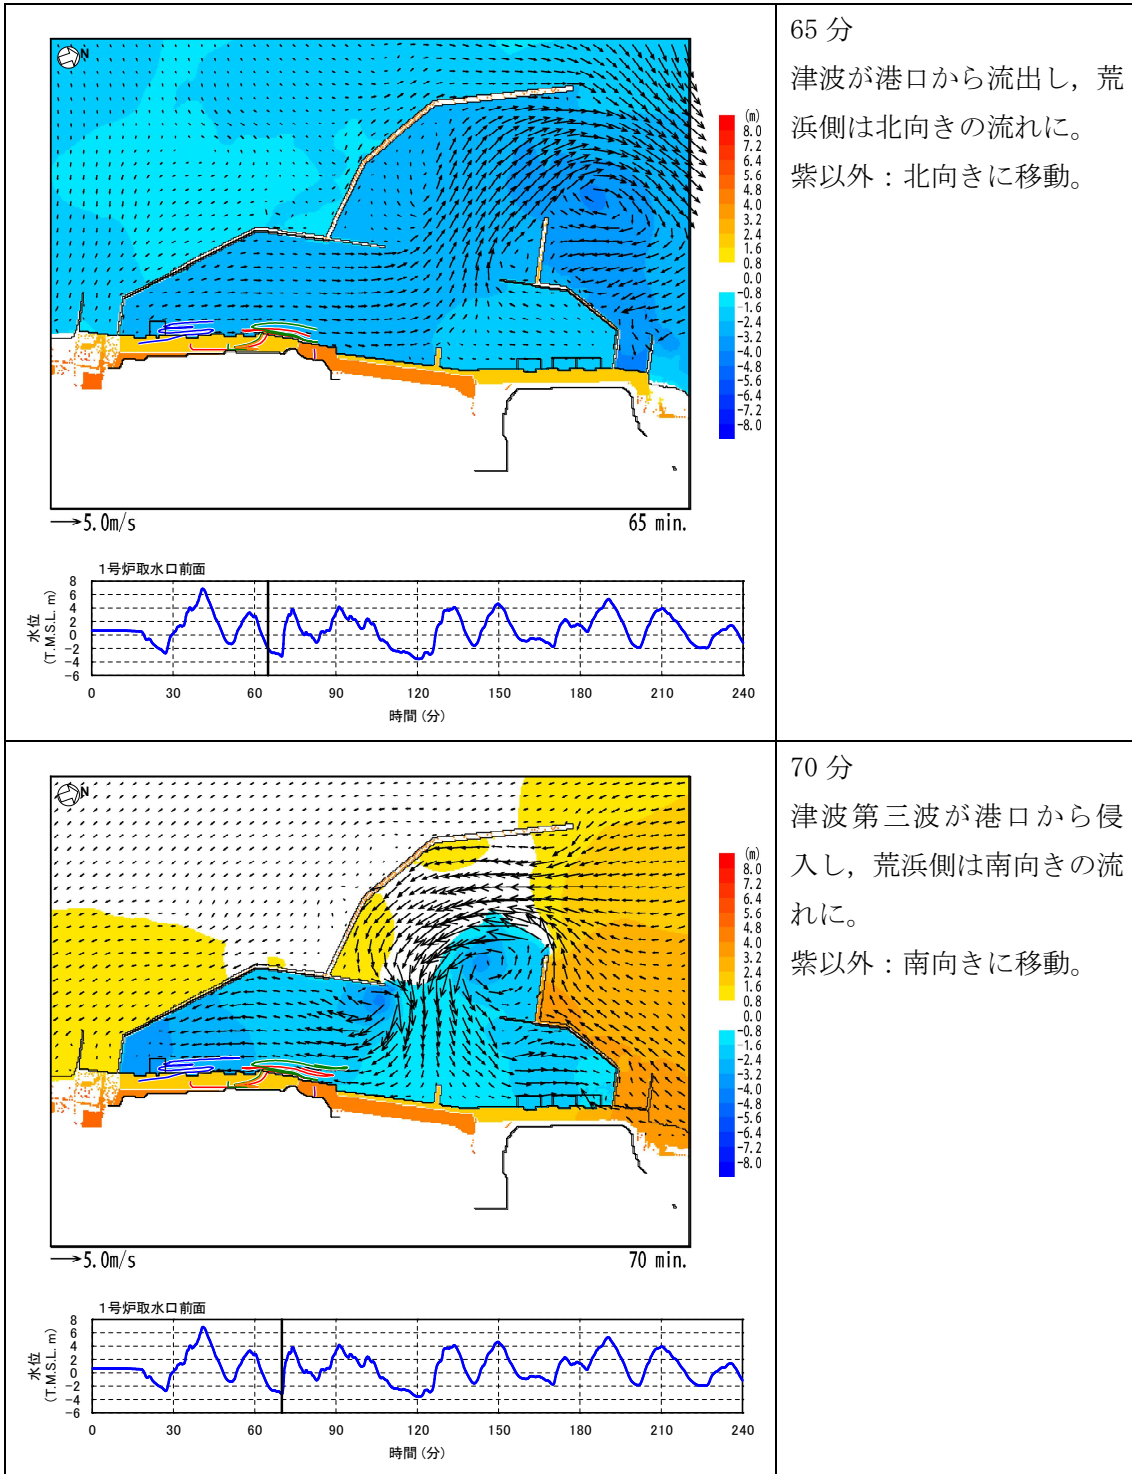 65 分
津波が港口から流出し，荒
浜側は北向きの流れに。
紫以外：北向きに移動。
N
(m)
8.0
7.2
6.4
5.6
4.8
4.0
3.2
2.4
1.6
0.8
0.0
-0.8
-1.6
-2.4
-3.2
-4.0
-4.8
-5.6
-6.4
-7.2
-8.0
5.0m/s
65 min.
1号炉取水口前面
水位
(T.M.S.L. m)
8
6
4
2
0
-2
-4
-6
0 30 60 90 120 150 180 210 240
時間(分)
70 分
津波第三波が港口から侵
入し，荒浜側は南向きの流
れに。
紫以外：南向きに移動。
N
(m)
8.0
7.2
6.4
5.6
4.8
4.0
3.2
2.4
1.6
0.8
0.0
-0.8
-1.6
-2.4
-3.2
-4.0
-4.8
-5.6
-6.4
-7.2
-8.0
5.0m/s
70 min.
1号炉取水口前面
水位
(T.M.S.L. m)
8
6
4
2
0
-2
-4
-6
0 30 60 90 120 150 180 210 240
時間(分)